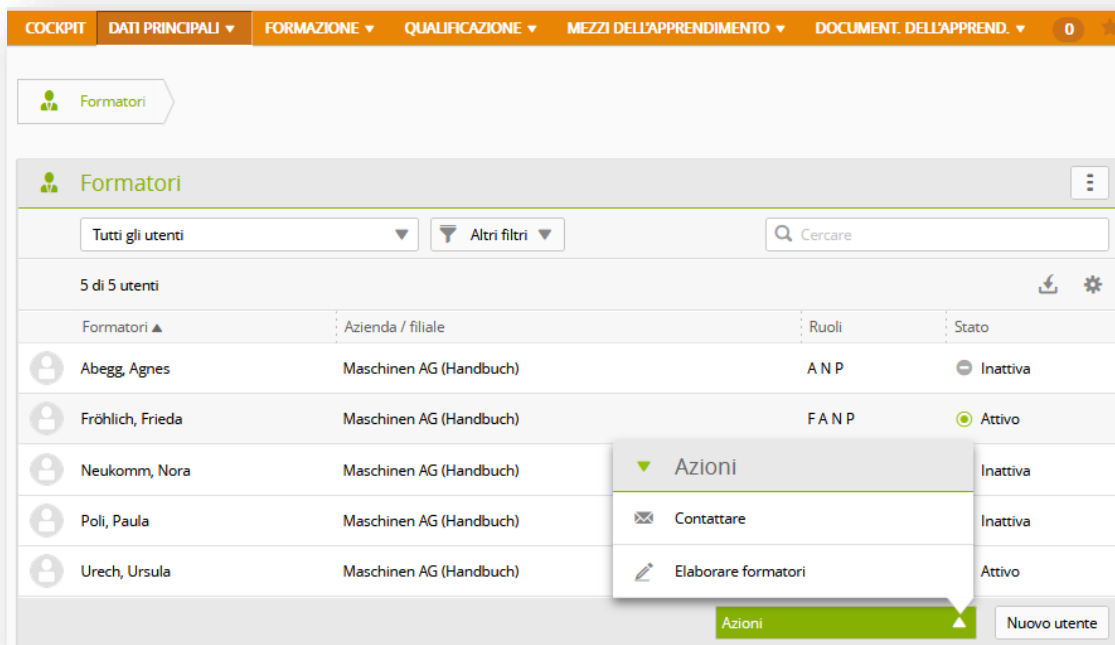 COCKPIT DATI PRINCIPALI FORMAZIONE QUALIFICAZIONE MEZZI DELL'APPRENDIMENTO DOCUMENT. DELL'APPREND. 0
Formatori
Formatori
Tutti gli utenti Altri filtri Cercare
5 di 5 utenti
Formatori Azienda / filiale Ruoli Stato
Abegg, Agnes Maschinen AG (Handbuch) A N P Inattiva
Fröhlich, Frieda Maschinen AG (Handbuch) F A N P Attivo
Neukomm, Nora Maschinen AG (Handbuch) Inattiva
Poli, Paula Maschinen AG (Handbuch) Inattiva
Urech, Ursula Maschinen AG (Handbuch) Attivo
Azioni
Contattare
Elaborare formatori
Azioni Nuovo utente